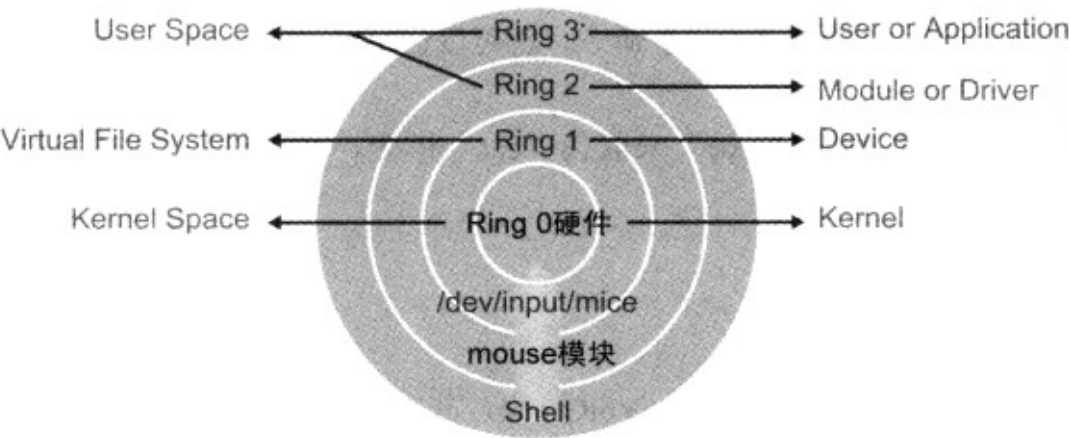 User Space Ring 3 User or Application
Ring 2 Module or Driver
Virtual File System Ring 1 Device
Kernel Space Ring 0硬件 Kernel
/dev/input/mice
mouse模块
Shell